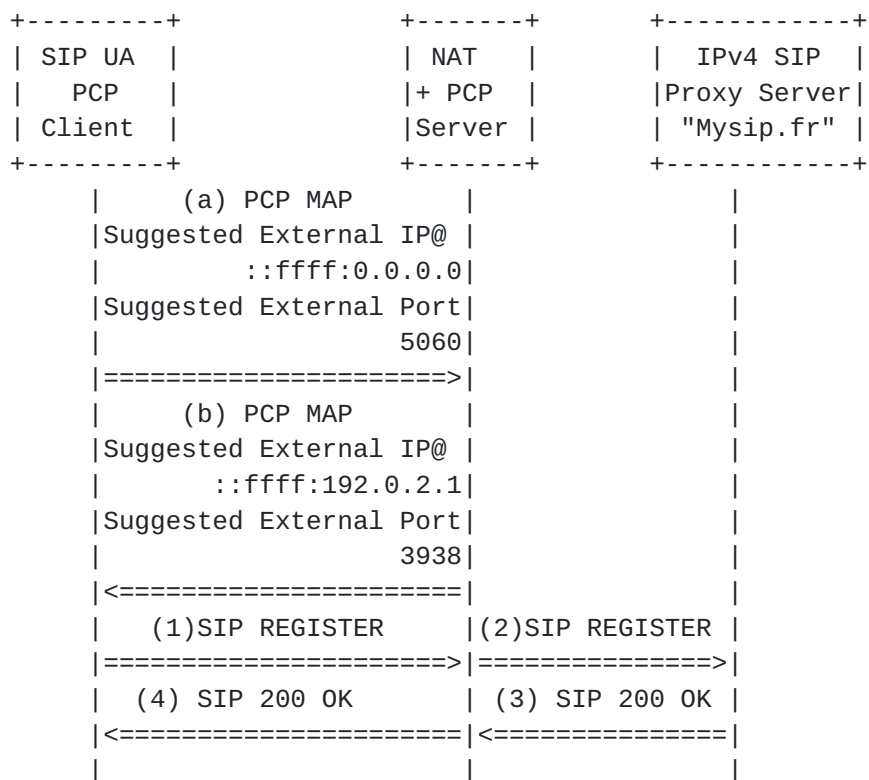 +---------+               +-------+       +------------+
| SIP UA  |               | NAT   |       |  IPv4 SIP  |
|   PCP   |               |+ PCP  |       |Proxy Server|
| Client  |               |Server |       | "Mysip.fr" |
+---------+               +-------+       +------------+
     |     (a) PCP MAP       |                |
     |Suggested External IP@ |                |
     |         ::ffff:0.0.0.0|                |
     |Suggested External Port|                |
     |                   5060|                |
     |======================>|                |
     |     (b) PCP MAP       |                |
     |Suggested External IP@ |                |
     |       ::ffff:192.0.2.1|                |
     |Suggested External Port|                |
     |                   3938|                |
     |<======================|                |
     |   (1)SIP REGISTER     |(2)SIP REGISTER |
     |======================>|===============>|
     |  (4) SIP 200 OK       | (3) SIP 200 OK |
     |<======================|<===============|
     |                       |                |